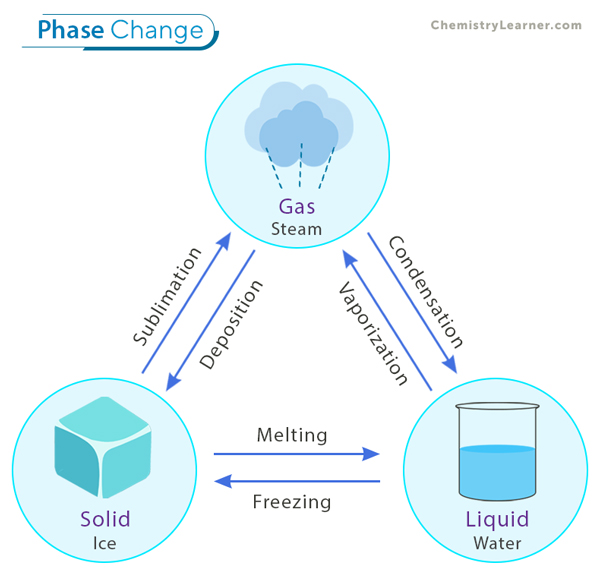 Phase Change
ChemistryLearner.com
Gas
Steam
Sublimation
Deposition
Condensation
Vaporization
Melting
Freezing
Solid
Ice
Liquid
Water